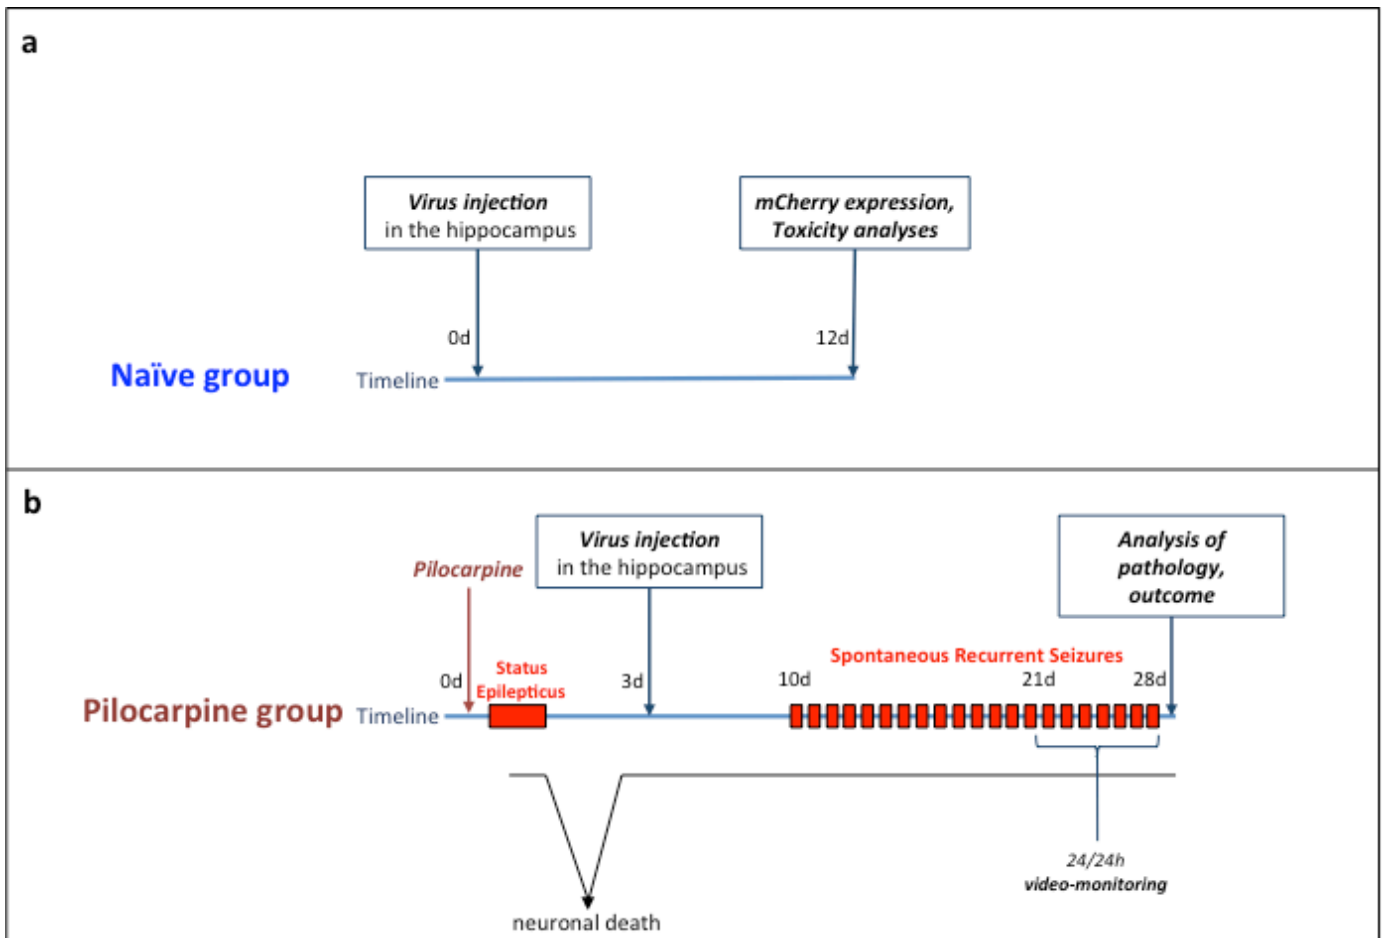 a
Virus injection
in the hippocampus
mCherry expression,
Toxicity analyses
0d
12d
Naïve group
Timeline
b
Pilocarpine
Virus injection
in the hippocampus
Analysis of
pathology,
outcome
0d
Status
Epilepticus
3d
Spontaneous Recurrent Seizures
10d
21d
28d
Pilocarpine group
Timeline
24/24h
video-monitoring
neuronal death